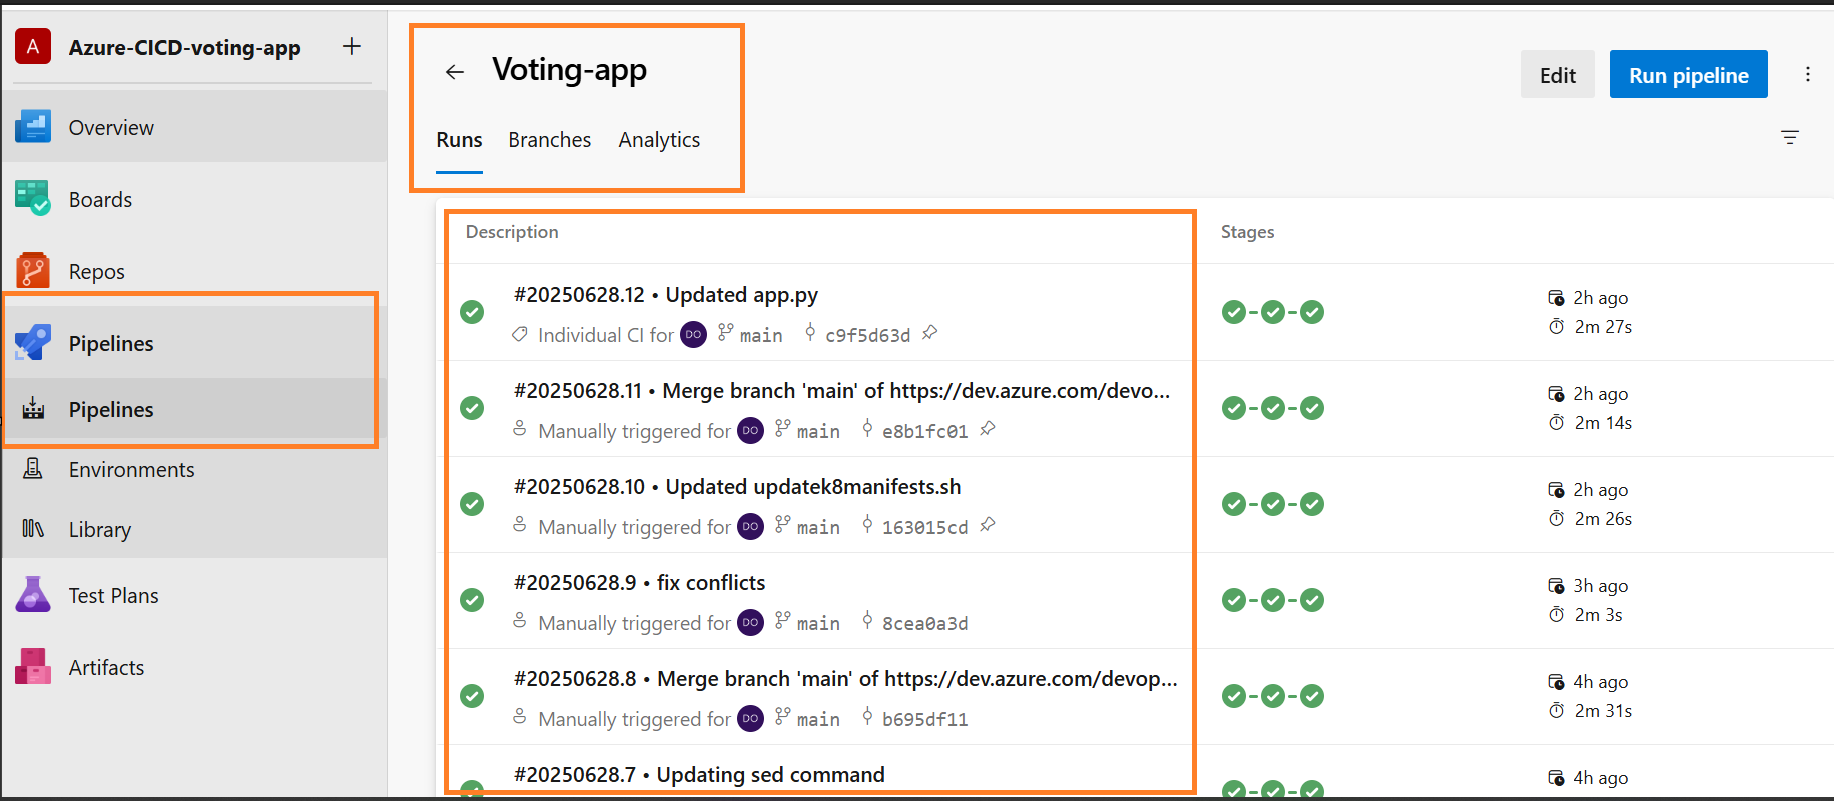 A Azure-CICD-voting-app +
Overview
Boards
Repos
Pipelines
Pipelines
Environments
Library
Test Plans
Artifacts
Voting-app
Edit
Run pipeline
Runs Branches Analytics
Description Stages
#20250628.12 • Updated app.py
Individual CI for DO main c9f5d63d
2h ago
2m 27s
#20250628.11 • Merge branch 'main' of https://dev.azure.com/devo...
Manually triggered for DO main e8b1fc01
2h ago
2m 14s
#20250628.10 • Updated updatek8manifests.sh
Manually triggered for DO main 163015cd
2h ago
2m 26s
#20250628.9 • fix conflicts
Manually triggered for DO main 8cea0a3d
3h ago
2m 3s
#20250628.8 • Merge branch 'main' of https://dev.azure.com/devop...
Manually triggered for DO main b695df11
4h ago
2m 31s
#20250628.7 • Updating sed command
4h ago